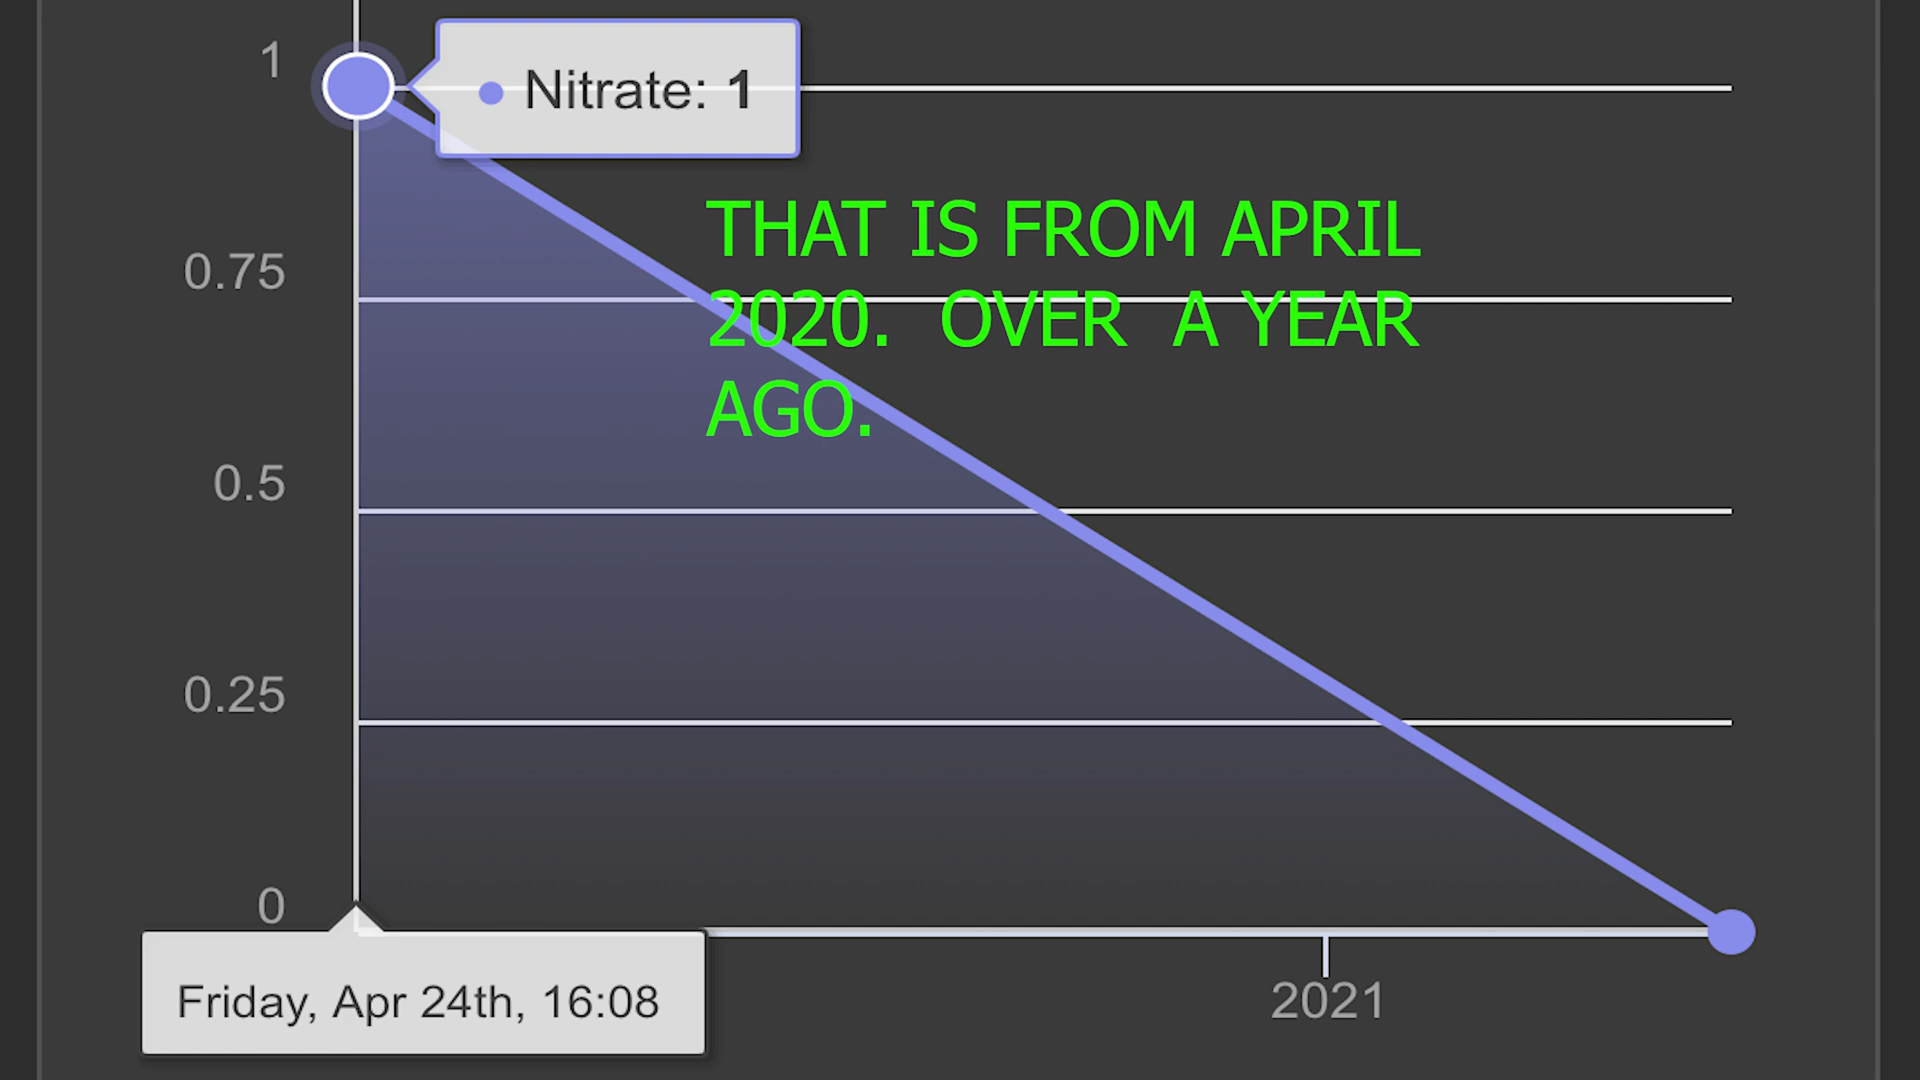 1
Nitrate: 1
THAT IS FROM APRIL
0.75
2020. OVER A YEAR
AGO.
0.5
0.25
0
Friday, Apr 24th, 16:08
2021